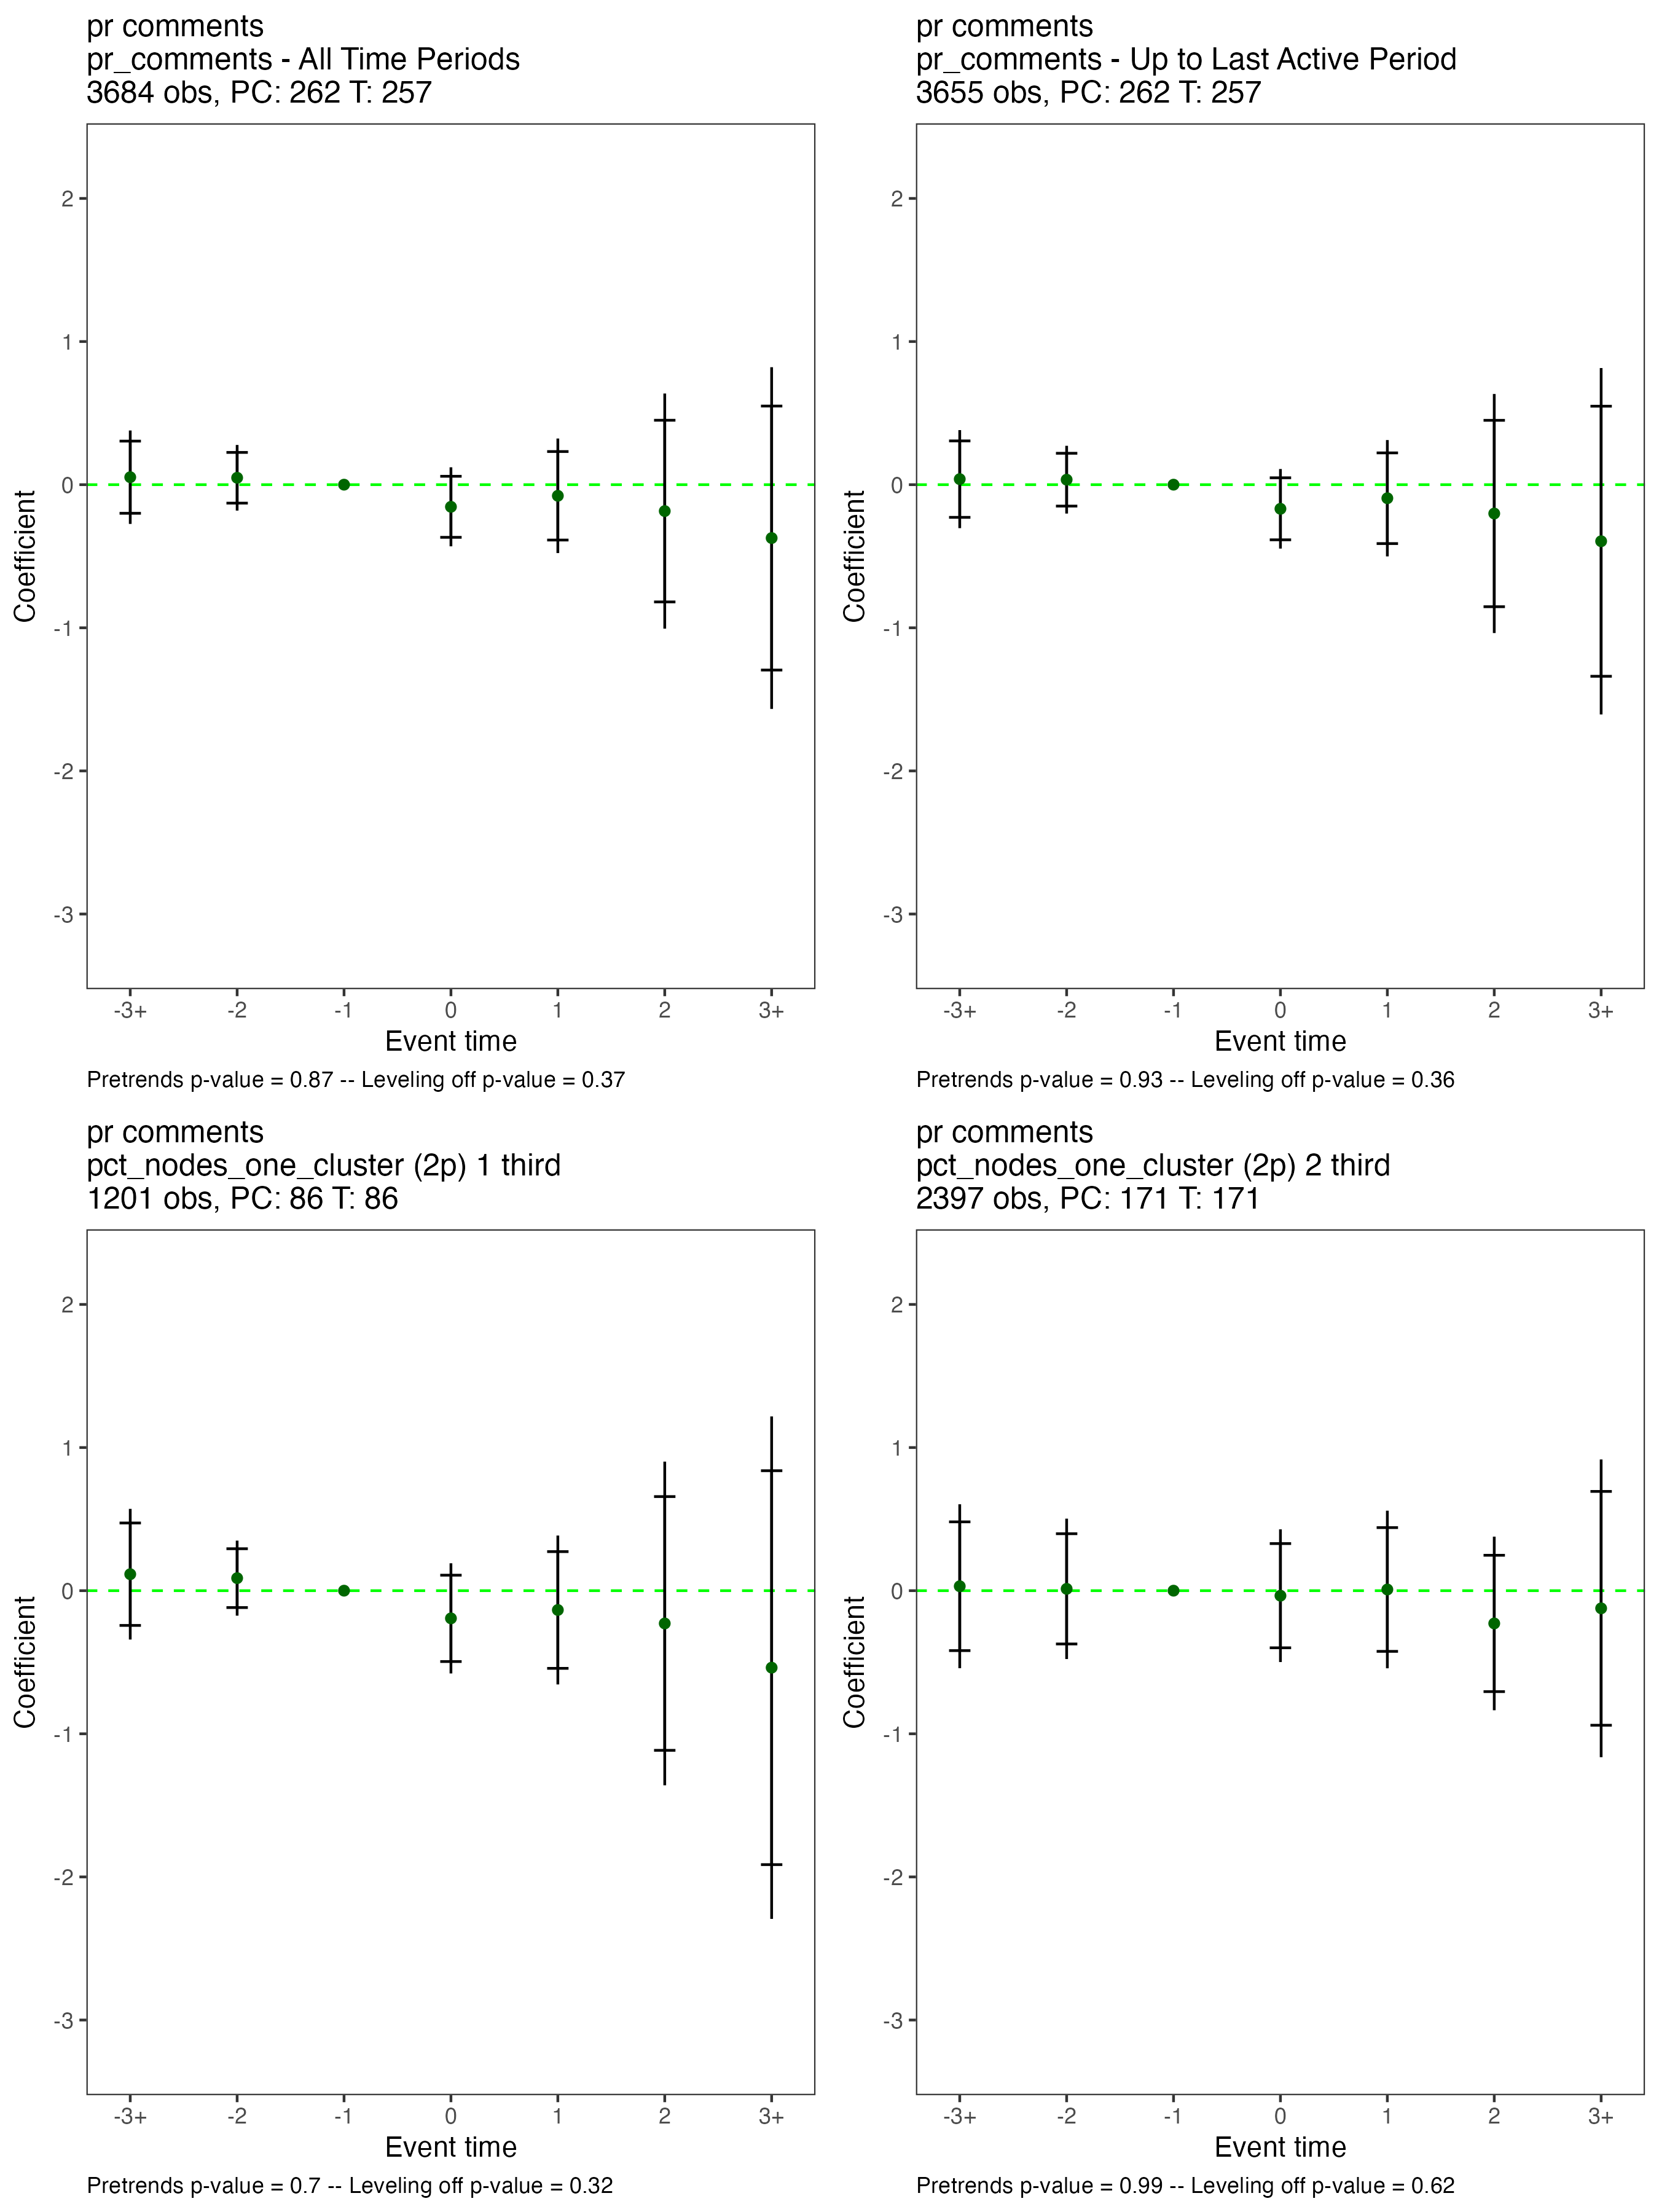 pr comments
pr_comments - All Time Periods
3684 obs, PC: 262 T: 257
2
1
0
-1
-2
-3
Coefficient
-3+ -2 -1 0 1 2 3+
Event time
Pretrends p-value = 0.87 -- Leveling off p-value = 0.37
pr comments
pr_comments - Up to Last Active Period
3655 obs, PC: 262 T: 257
2
1
0
-1
-2
-3
Coefficient
-3+ -2 -1 0 1 2 3+
Event time
Pretrends p-value = 0.93 -- Leveling off p-value = 0.36
pr comments
pct_nodes_one_cluster (2p) 1 third
1201 obs, PC: 86 T: 86
2
1
0
-1
-2
-3
Coefficient
-3+ -2 -1 0 1 2 3+
Event time
Pretrends p-value = 0.7 -- Leveling off p-value = 0.32
pr comments
pct_nodes_one_cluster (2p) 2 third
2397 obs, PC: 171 T: 171
2
1
0
-1
-2
-3
Coefficient
-3+ -2 -1 0 1 2 3+
Event time
Pretrends p-value = 0.99 -- Leveling off p-value = 0.62